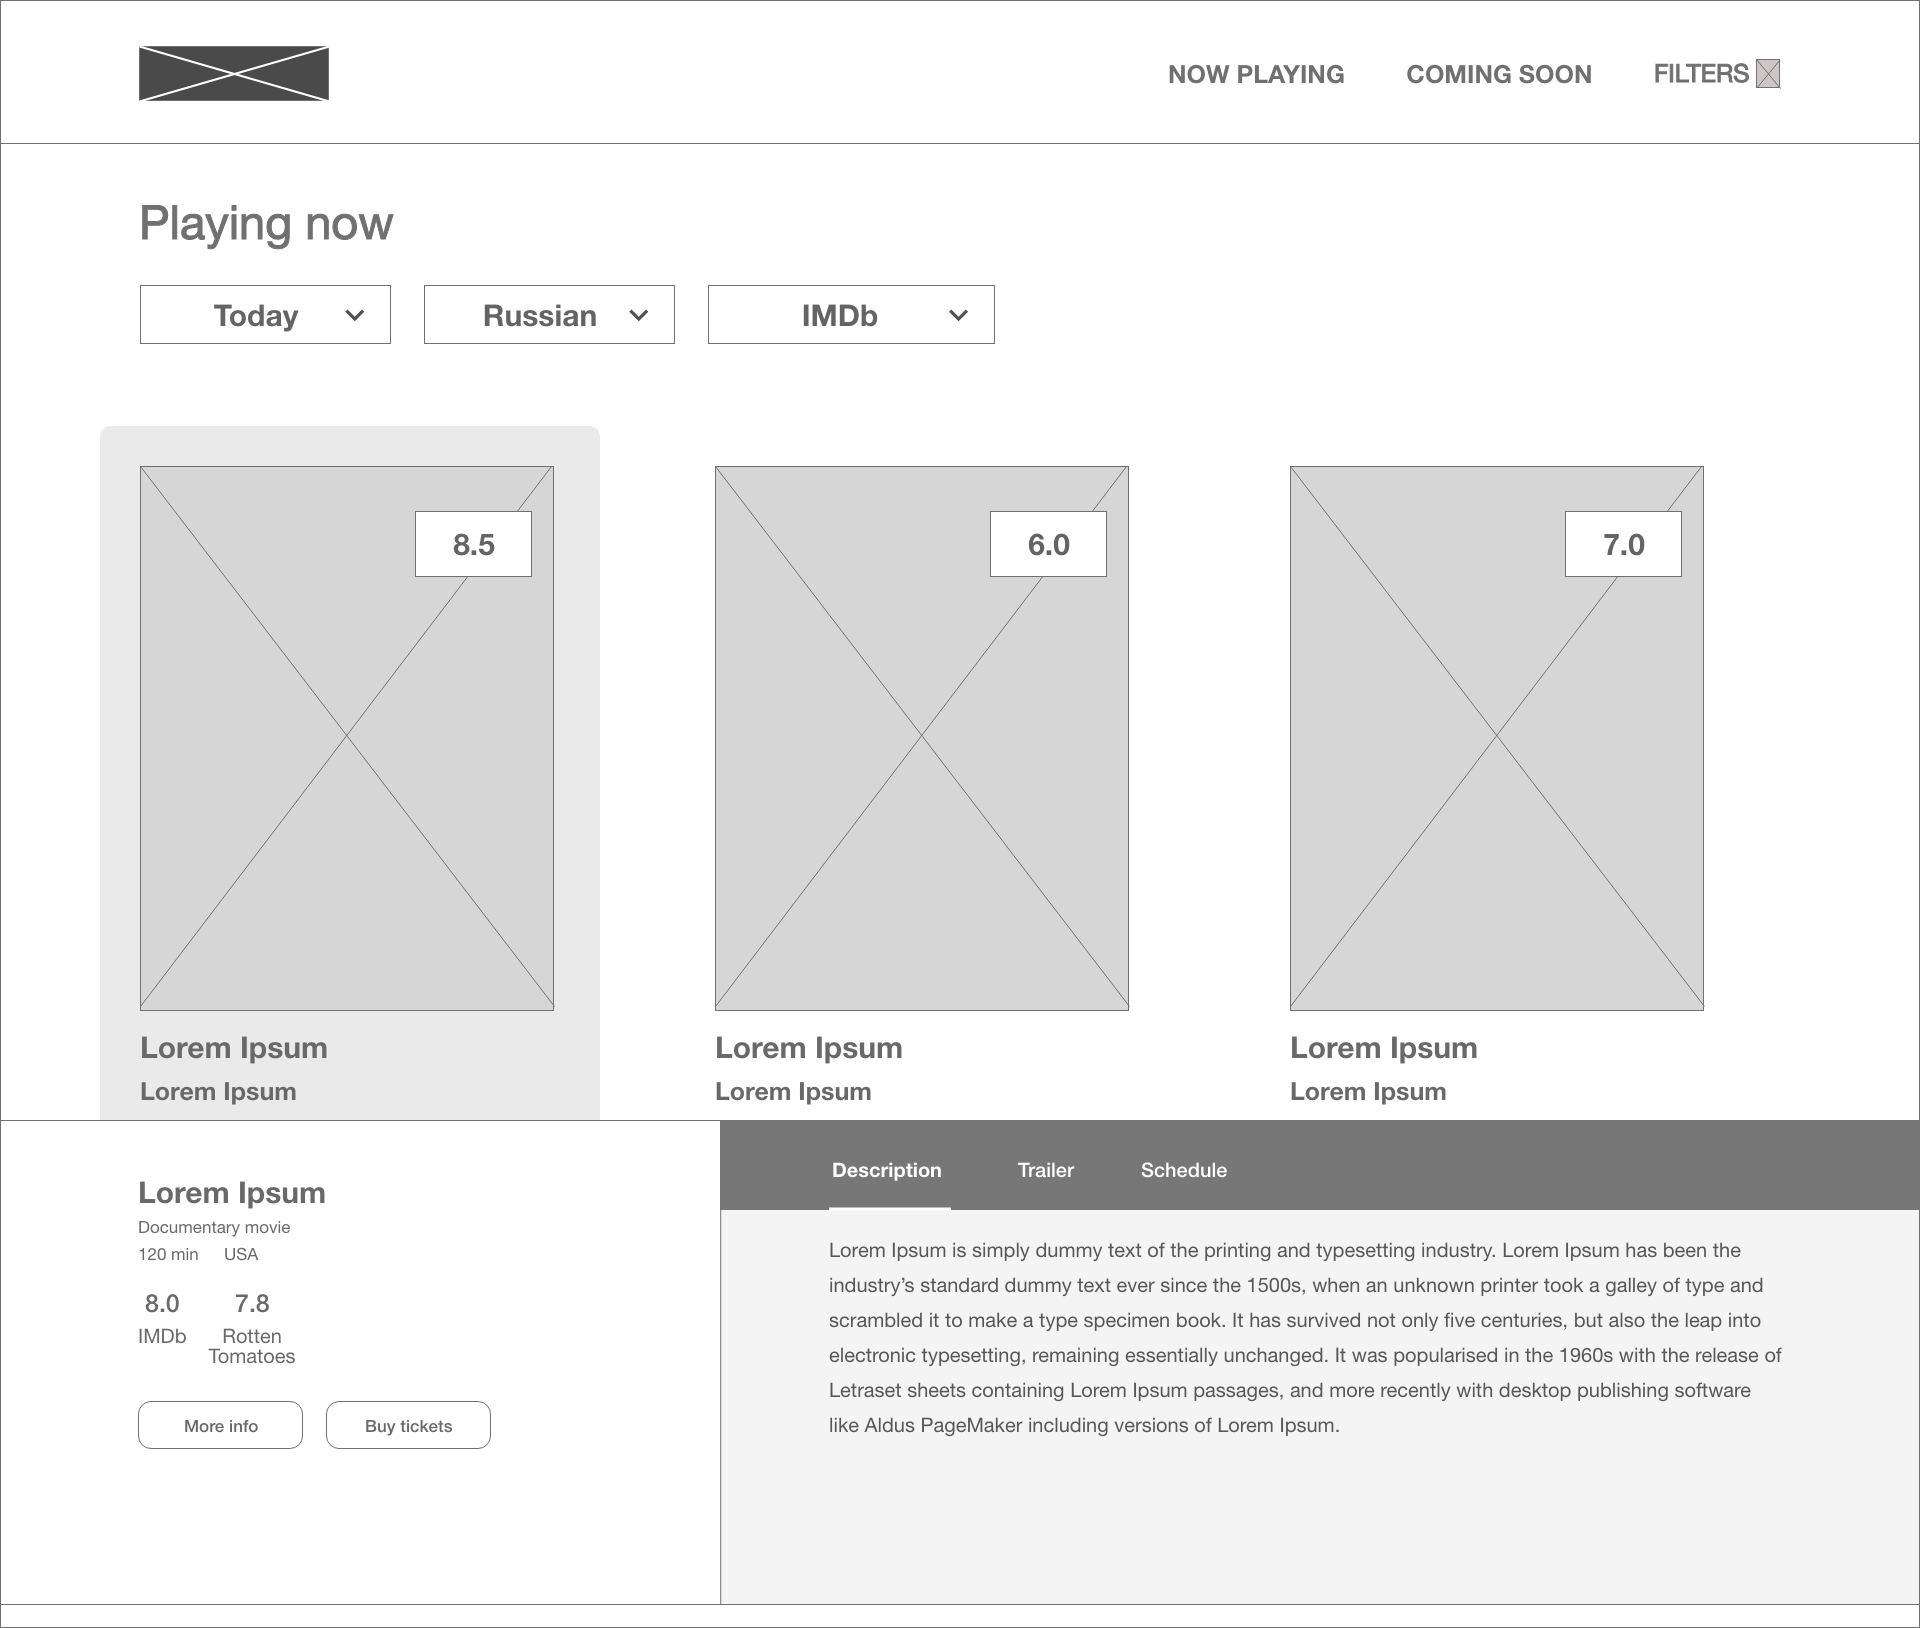 NOW PLAYING COMING SOON FILTERS
Playing now
Today Russian IMDb
8.5 6.0 7.0
Lorem Ipsum Lorem Ipsum Lorem Ipsum
Lorem Ipsum Lorem Ipsum Lorem Ipsum
Lorem Ipsum
Documentary movie
120 min USA
8.0 7.8
IMDb Rotten
Tomatoes
More info Buy tickets
Description Trailer Schedule
Lorem Ipsum is simply dummy text of the printing and typesetting industry. Lorem Ipsum has been the
industry’s standard dummy text ever since the 1500s, when an unknown printer took a galley of type and
scrambled it to make a type specimen book. It has survived not only five centuries, but also the leap into
electronic typesetting, remaining essentially unchanged. It was popularised in the 1960s with the release of
Letraset sheets containing Lorem Ipsum passages, and more recently with desktop publishing software
like Aldus PageMaker including versions of Lorem Ipsum.